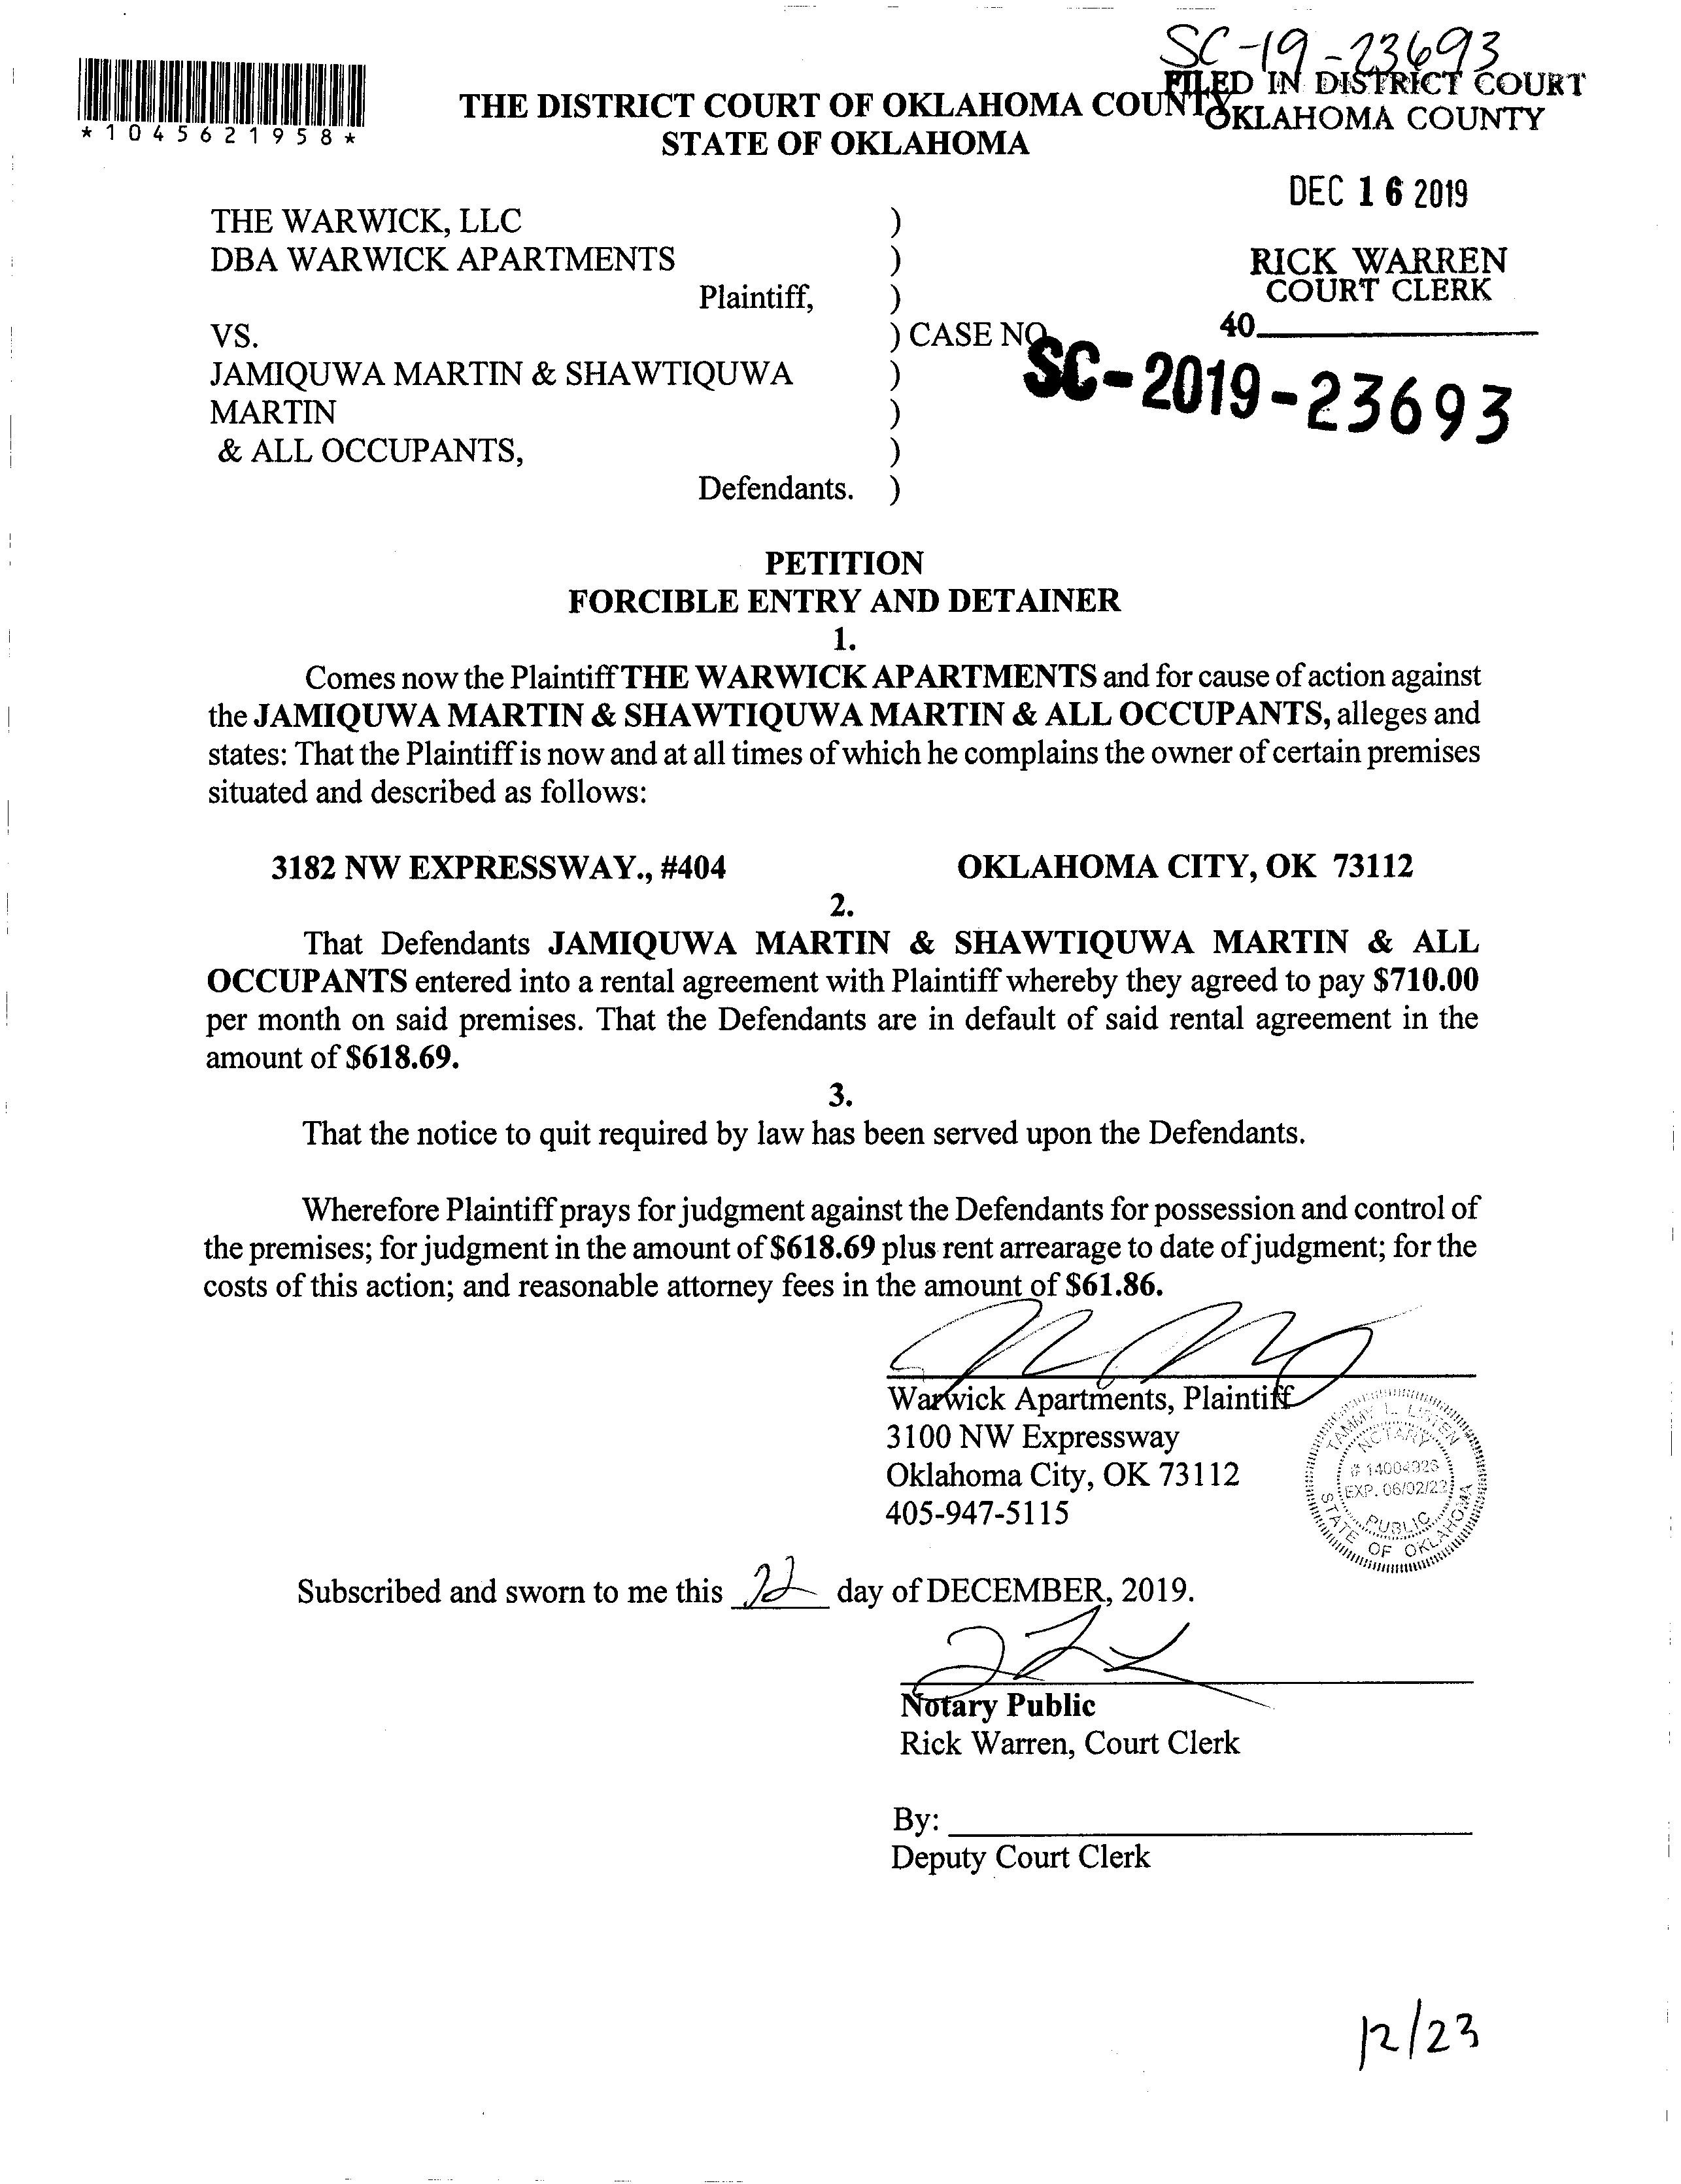 SC-19-23693
FILED IN DISTRICT COURT
OKLAHOMA COUNTY
*1045621958*
THE DISTRICT COURT OF OKLAHOMA COUNTY
STATE OF OKLAHOMA
DEC 16 2019
RICK WARREN
COURT CLERK
40
THE WARWICK, LLC )
DBA WARWICK APARTMENTS )
Plaintiff, )
VS. ) CASE NO.
SC-2019-23693
JAMIQUWA MARTIN & SHAWTIQUWA )
MARTIN )
& ALL OCCUPANTS, )
Defendants. )
PETITION
FORCIBLE ENTRY AND DETAINER
1.
Comes now the Plaintiff THE WARWICK APARTMENTS and for cause of action against
the JAMIQUWA MARTIN & SHAWTIQUWA MARTIN & ALL OCCUPANTS, alleges and
states: That the Plaintiff is now and at all times of which he complains the owner of certain premises
situated and described as follows:
3182 NW EXPRESSWAY., #404 OKLAHOMA CITY, OK 73112
2.
That Defendants JAMIQUWA MARTIN & SHAWTIQUWA MARTIN & ALL
OCCUPANTS entered into a rental agreement with Plaintiff whereby they agreed to pay $710.00
per month on said premises. That the Defendants are in default of said rental agreement in the
amount of $618.69.
3.
That the notice to quit required by law has been served upon the Defendants.
Wherefore Plaintiff prays for judgment against the Defendants for possession and control of
the premises; for judgment in the amount of $618.69 plus rent arrearage to date of judgment; for the
costs of this action; and reasonable attorney fees in the amount of $61.86.
Warwick Apartments, Plaintiff
3100 NW Expressway
Oklahoma City, OK 73112
405-947-5115
TAMMY L. LISTEN
NOTARY
# 14004923
EXP. 06/02/22
PUBLIC
STATE OF OKLAHOMA
Subscribed and sworn to me this 12 day of DECEMBER, 2019.
Notary Public
Rick Warren, Court Clerk
By:
Deputy Court Clerk
12/23